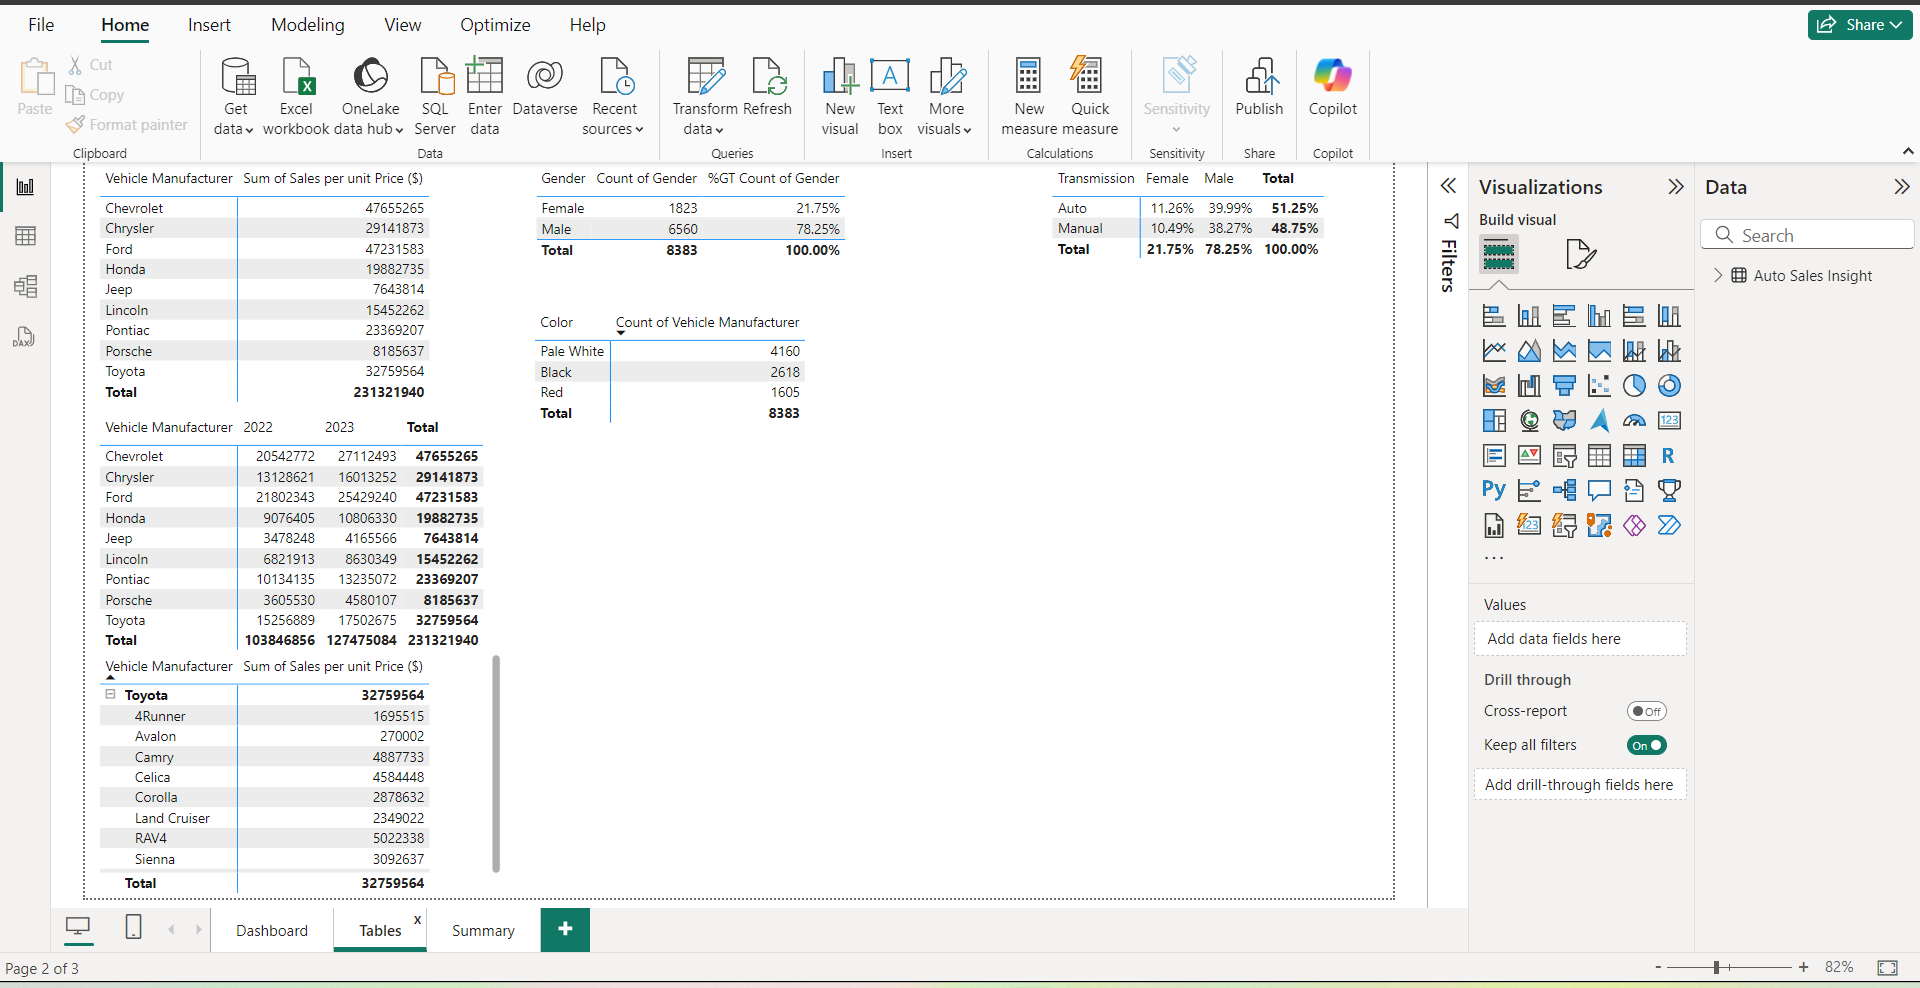 File Home Insert Modeling View Optimize Help Share
Paste Cut Copy Format painter
Get data Excel workbook OneLake data hub SQL Server Enter data Dataverse Recent sources
Transform data Refresh New visual Text box More visuals New measure Quick measure Sensitivity Publish Copilot
Clipboard Data Queries Insert Calculations Sensitivity Share Copilot
Vehicle Manufacturer Sum of Sales per unit Price ($)
Chevrolet 47655265
Chrysler 29141873
Ford 47231583
Honda 19882735
Jeep 7643814
Lincoln 15452262
Pontiac 23369207
Porsche 8185637
Toyota 32759564
Total 231321940
Vehicle Manufacturer 2022 2023 Total
Chevrolet 20542772 27112493 47655265
Chrysler 13128621 16013252 29141873
Ford 21802343 25429240 47231583
Honda 9076405 10806330 19882735
Jeep 3478248 4165566 7643814
Lincoln 6821913 8630349 15452262
Pontiac 10134135 13235072 23369207
Porsche 3605530 4580107 8185637
Toyota 15256889 17502675 32759564
Total 103846856 127475084 231321940
Vehicle Manufacturer Sum of Sales per unit Price ($)
Toyota 32759564
4Runner 1695515
Avalon 270002
Camry 4887733
Celica 4584448
Corolla 2878632
Land Cruiser 2349022
RAV4 5022338
Sienna 3092637
Total 32759564
Gender Count of Gender %GT Count of Gender
Female 1823 21.75%
Male 6560 78.25%
Total 8383 100.00%
Color Count of Vehicle Manufacturer
Pale White 4160
Black 2618
Red 1605
Total 8383
Transmission Female Male Total
Auto 11.26% 39.99% 51.25%
Manual 10.49% 38.27% 48.75%
Total 21.75% 78.25% 100.00%
Filters
Visualizations
Build visual
123
R
Py
123
...
Values
Add data fields here
Drill through
Cross-report Off
Keep all filters On
Add drill-through fields here
Data
Search
Auto Sales Insight
DAX
Dashboard Tables x Summary +
Page 2 of 3 - + 82%